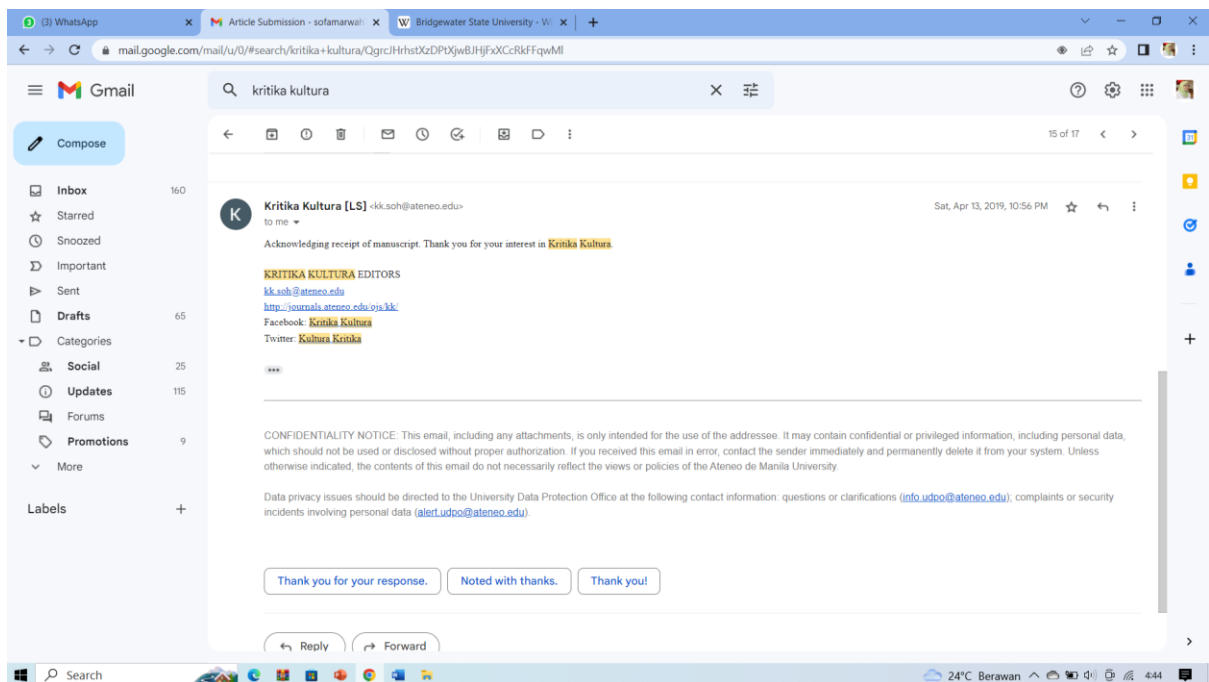 (3) WhatsApp
Article Submission - sofamarwah
Bridgewater State University - Wi
mail.google.com/mail/u/0/#search/kritika+kultura/QgrcJHrhstXzDPtXjwBJHjFxXCcRkFFqwMl
Gmail
kritika kultura
Compose
15 of 17
Inbox 160
Starred
Snoozed
Important
Sent
Drafts 65
Categories
Social 25
Updates 115
Forums
Promotions 9
More
Labels
K
Kritika Kultura [LS] <kk.soh@ateneo.edu>
Sat, Apr 13, 2019, 10:56 PM
to me
Acknowledging receipt of manuscript. Thank you for your interest in Kritika Kultura.
KRITIKA KULTURA EDITORS
kk.soh@ateneo.edu
http://journals.ateneo.edu/ojs/kk/
Facebook: Kritika Kultura
Twitter: Kultura Kritika
CONFIDENTIALITY NOTICE: This email, including any attachments, is only intended for the use of the addressee. It may contain confidential or privileged information, including personal data,
which should not be used or disclosed without proper authorization. If you received this email in error, contact the sender immediately and permanently delete it from your system. Unless
otherwise indicated, the contents of this email do not necessarily reflect the views or policies of the Ateneo de Manila University.
Data privacy issues should be directed to the University Data Protection Office at the following contact information: questions or clarifications (info.udpo@ateneo.edu); complaints or security
incidents involving personal data (alert.udpo@ateneo.edu).
Thank you for your response.
Noted with thanks.
Thank you!
Reply
Forward
Search
24°C Berawan
4:44